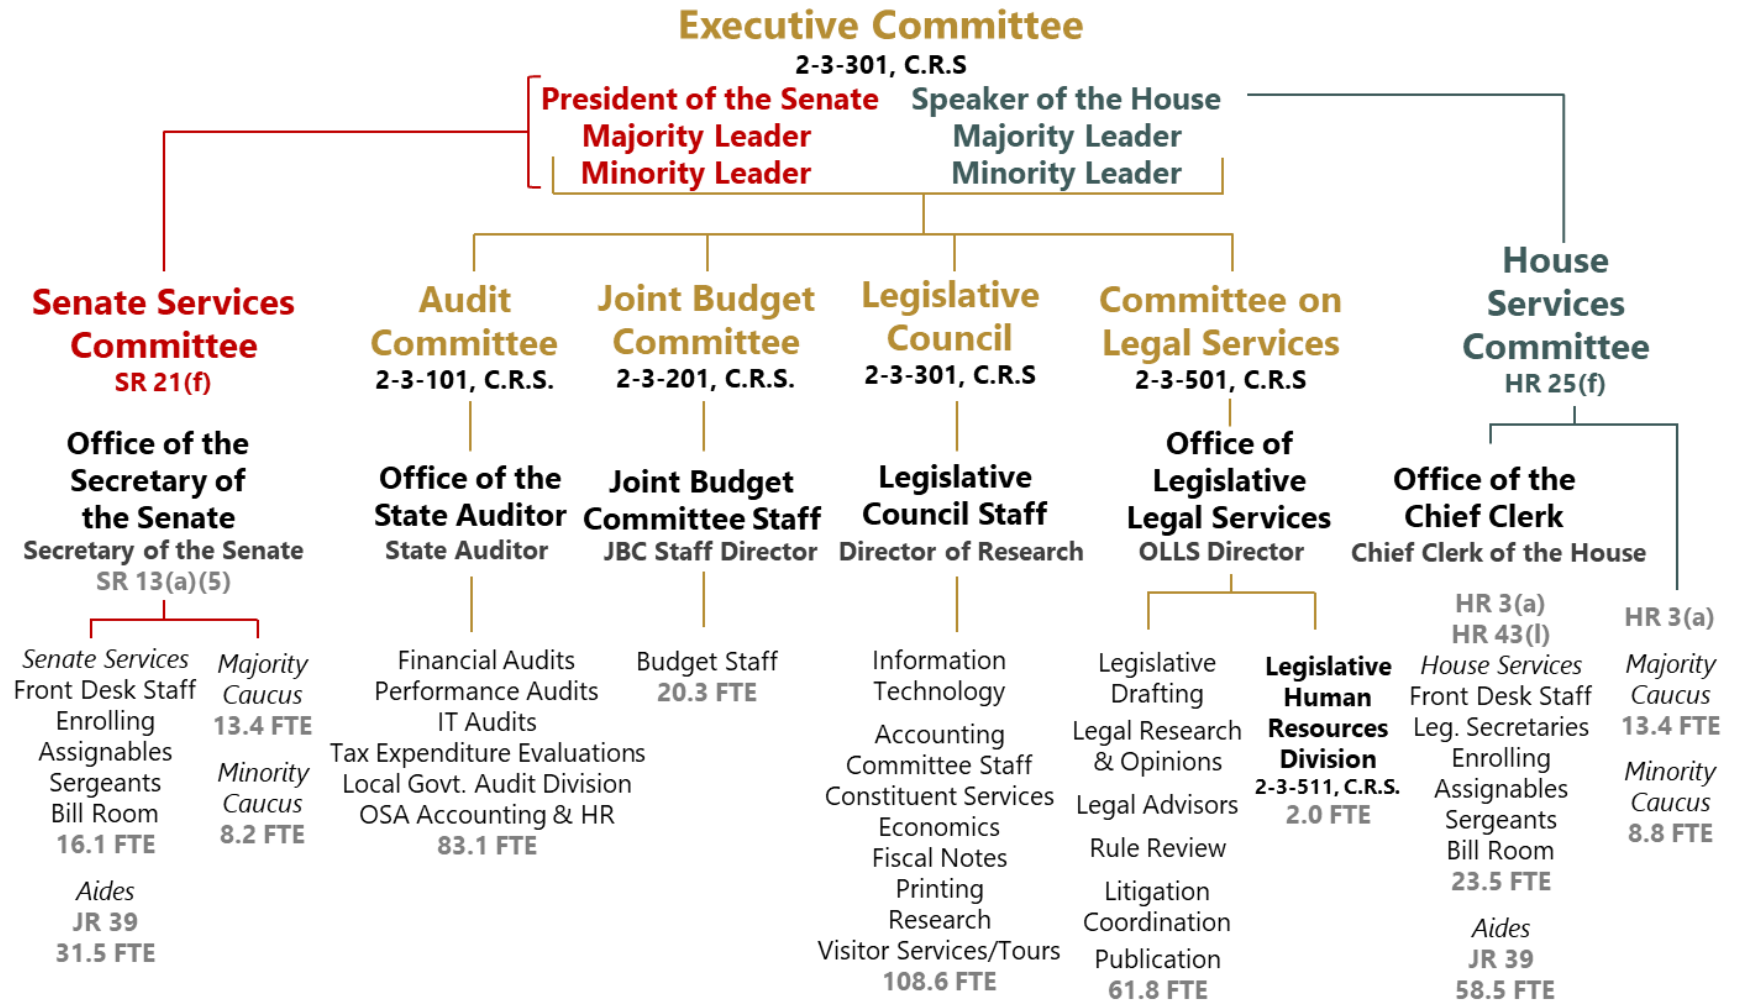 Executive Committee
2-3-301, C.R.S
President of the Senate
Majority Leader
Minority Leader
Speaker of the House
Majority Leader
Minority Leader
Senate Services
Committee
SR 21(f)
Office of the
Secretary of
the Senate
Secretary of the Senate
SR 13(a)(5)
Senate Services
Front Desk Staff
Enrolling
Assignables
Sergeants
Bill Room
16.1 FTE
Aides
JR 39
31.5 FTE
Majority
Caucus
13.4 FTE
Minority
Caucus
8.2 FTE
Audit
Committee
2-3-101, C.R.S.
Office of the
State Auditor
State Auditor
Financial Audits
Performance Audits
IT Audits
Tax Expenditure Evaluations
Local Govt. Audit Division
OSA Accounting & HR
83.1 FTE
Joint Budget
Committee
2-3-201, C.R.S.
Joint Budget
Committee Staff
JBC Staff Director
Budget Staff
20.3 FTE
Legislative
Council
2-3-301, C.R.S
Legislative
Council Staff
Director of Research
Information
Technology
Accounting
Committee Staff
Constituent Services
Economics
Fiscal Notes
Printing
Research
Visitor Services/Tours
108.6 FTE
Committee on
Legal Services
2-3-501, C.R.S
Office of
Legislative
Legal Services
OLLS Director
Legislative
Drafting
Legal Research
& Opinions
Legal Advisors
Rule Review
Litigation
Coordination
Publication
61.8 FTE
Legislative
Human
Resources
Division
2-3-511, C.R.S.
2.0 FTE
House
Services
Committee
HR 25(f)
Office of the
Chief Clerk
Chief Clerk of the House
HR 3(a)
HR 43(l)
House Services
Front Desk Staff
Leg. Secretaries
Enrolling
Assignables
Sergeants
Bill Room
23.5 FTE
Aides
JR 39
58.5 FTE
HR 3(a)
Majority
Caucus
13.4 FTE
Minority
Caucus
8.8 FTE